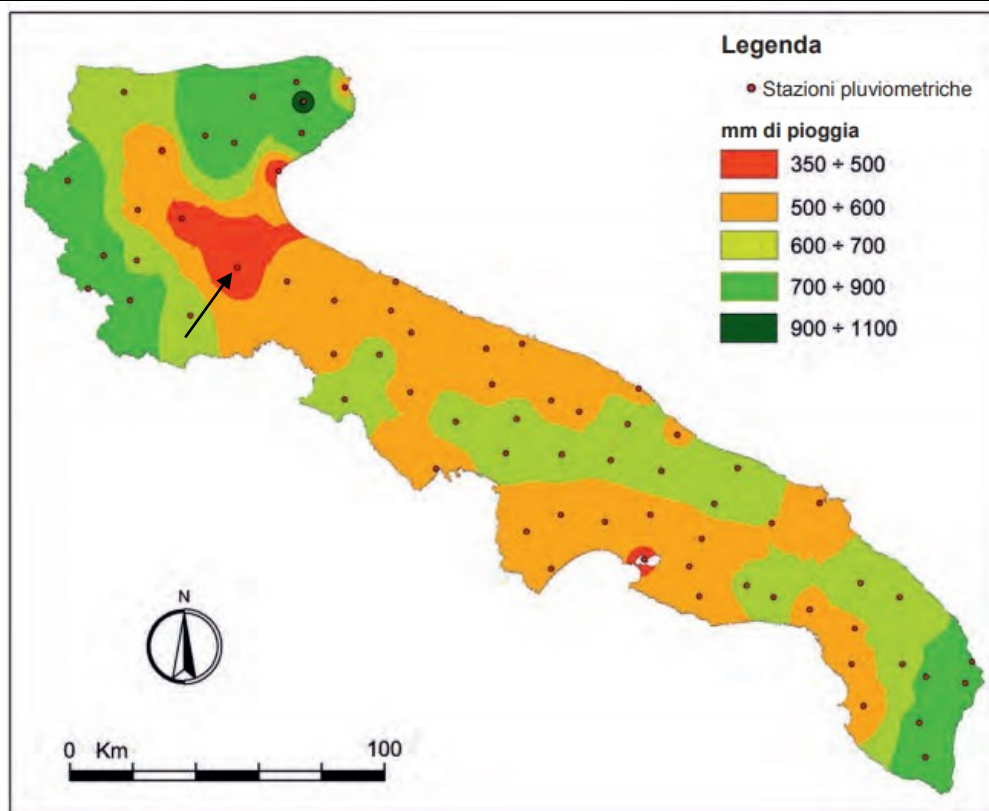 Legenda
Stazioni pluviometriche
mm di pioggia
350 ÷ 500
500 ÷ 600
600 ÷ 700
700 ÷ 900
900 ÷ 1100
N
0 Km 100